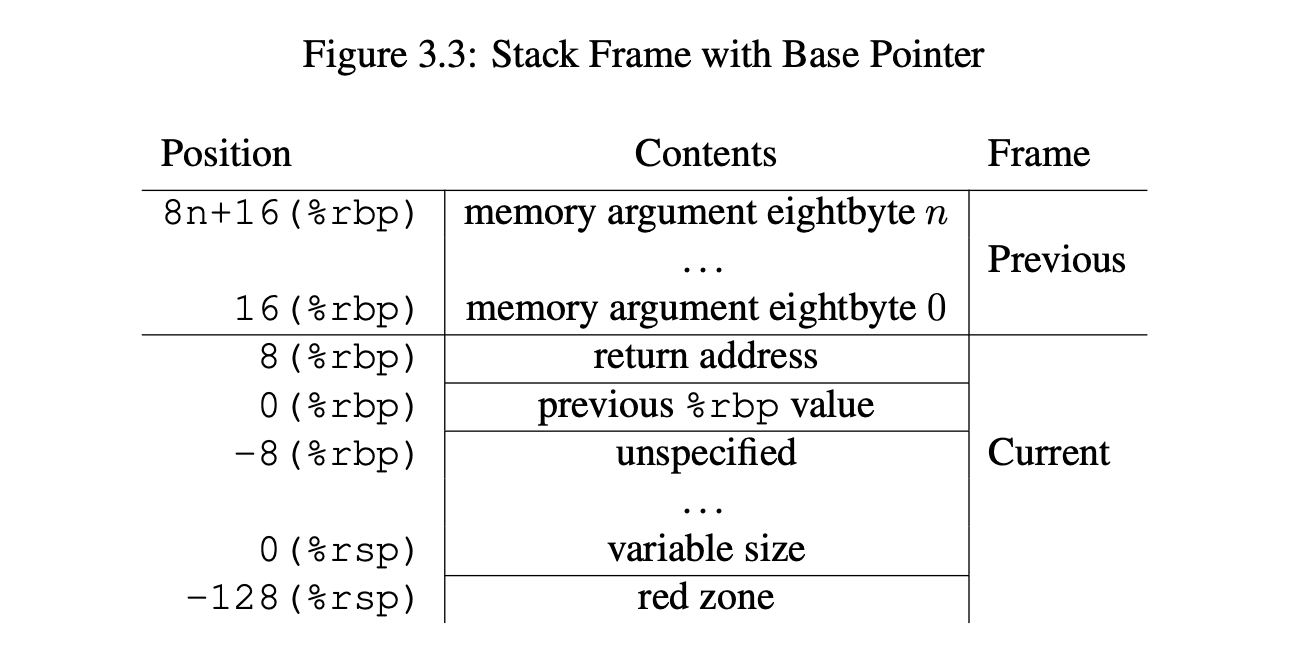 Figure 3.3: Stack Frame with Base Pointer
Position Contents Frame
8n+16(%rbp) memory argument eightbyte n
... Previous
16(%rbp) memory argument eightbyte 0
8(%rbp) return address
0(%rbp) previous %rbp value
-8(%rbp) unspecified Current
...
0(%rsp) variable size
-128(%rsp) red zone